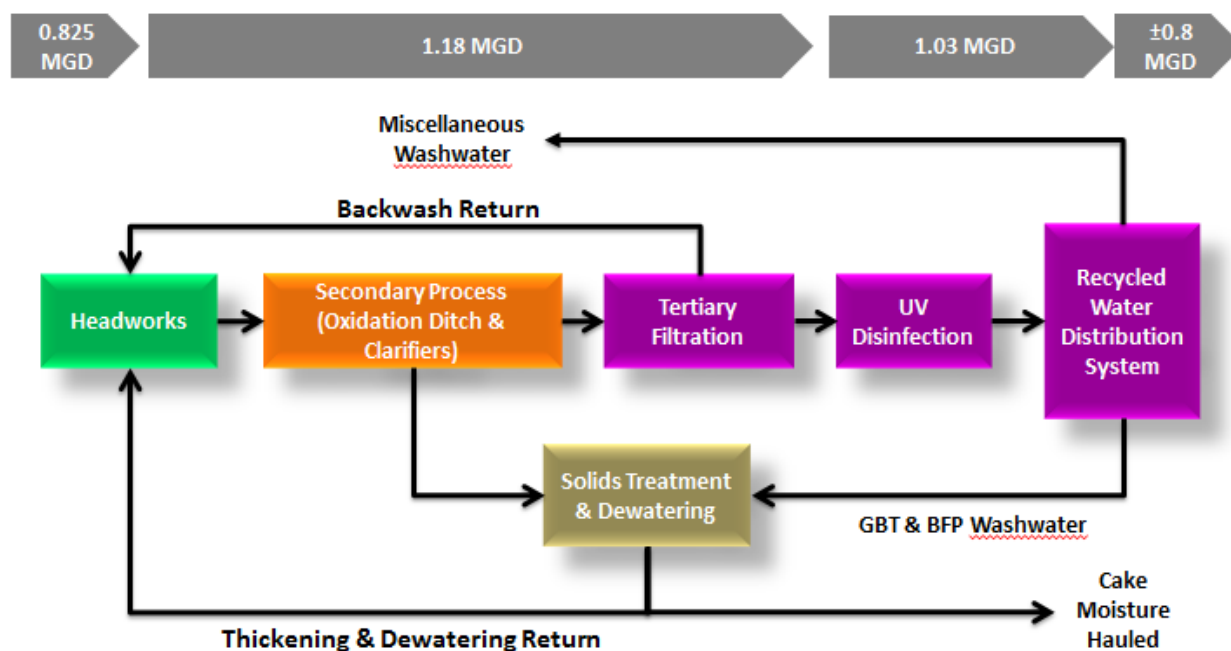 0.825
MGD
1.18 MGD
1.03 MGD
±0.8
MGD
Miscellaneous
Washwater
Backwash Return
Headworks
Secondary Process
(Oxidation Ditch &
Clarifiers)
Tertiary
Filtration
UV
Disinfection
Recycled
Water
Distribution
System
Solids Treatment
& Dewatering
GBT & BFP Washwater
Cake
Moisture
Hauled
Thickening & Dewatering Return